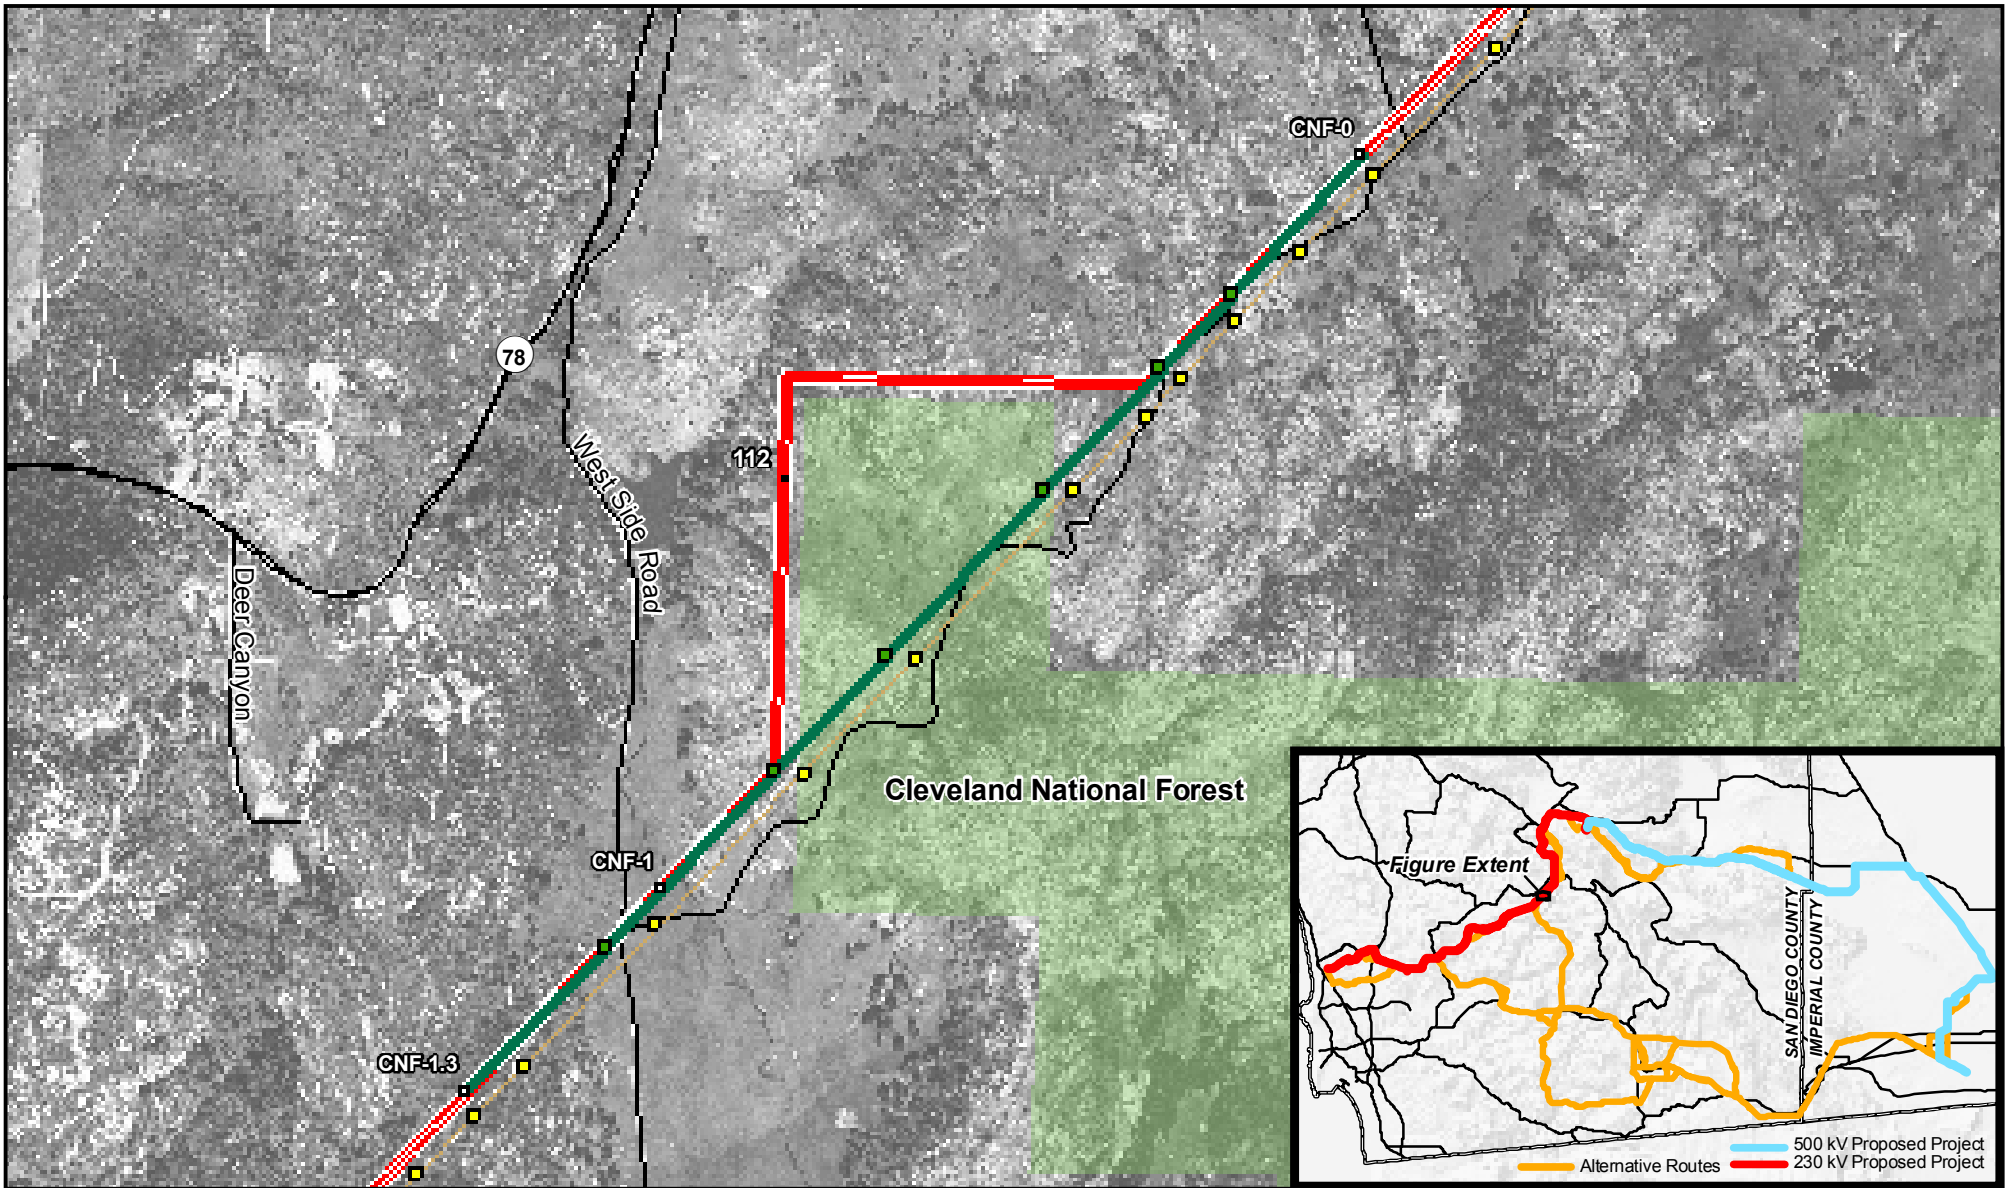 CNF-0
78
112
West Side Road
Deer Canyon
Cleveland National Forest
CNF-1
CNF-1.3
Figure Extent
SAN DIEGO COUNTY
IMPERIAL COUNTY
500 kV Proposed Project
Alternative Routes
230 kV Proposed Project